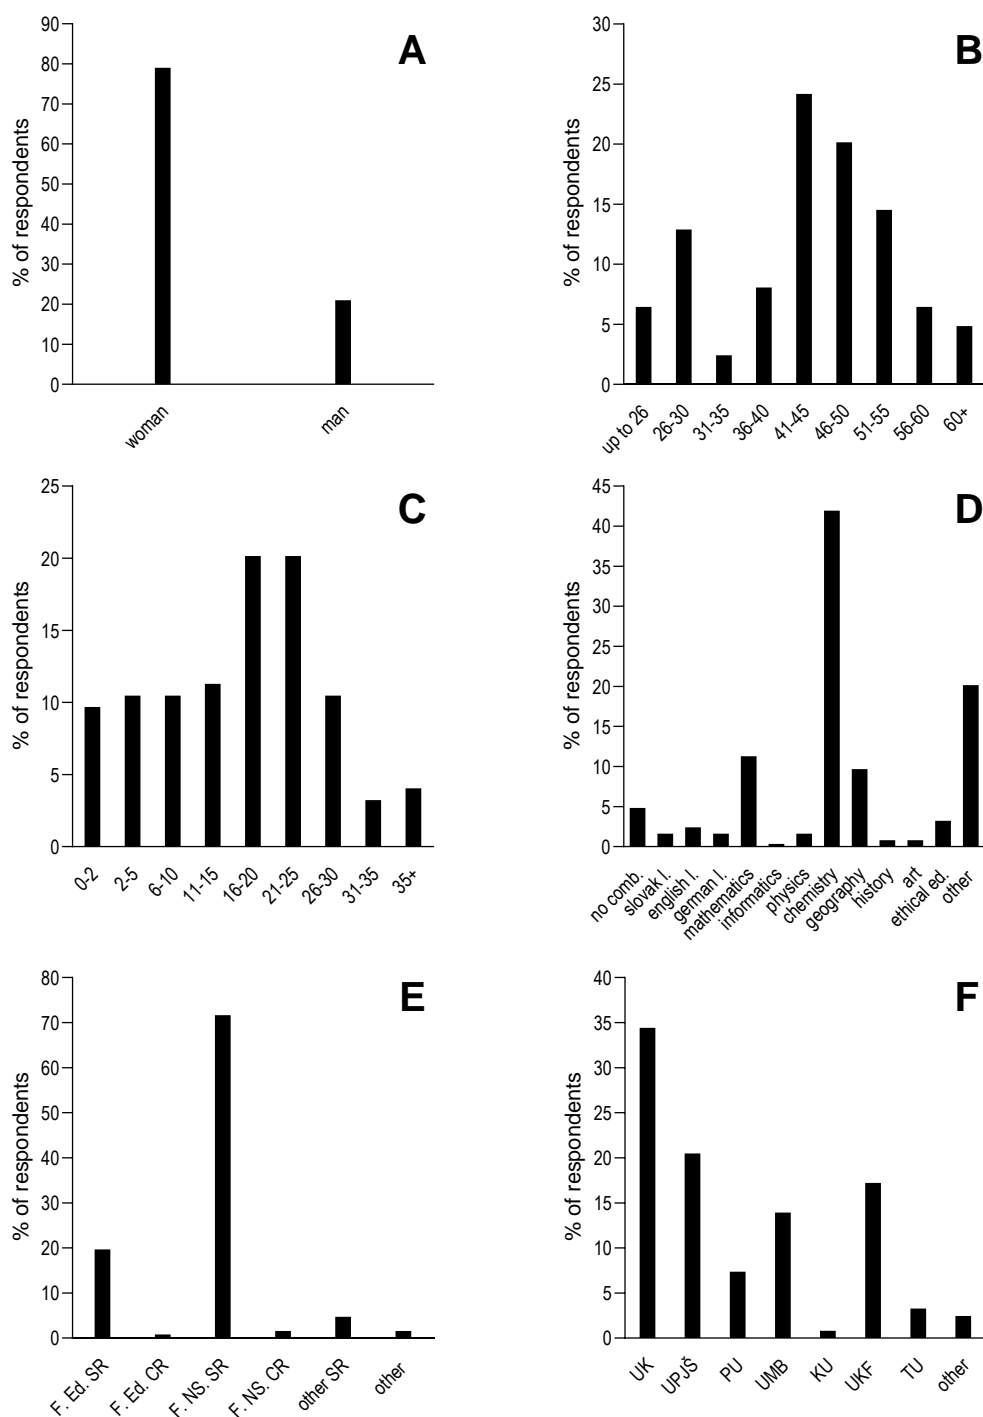 A
% of respondents
90
80
70
60
50
40
30
20
10
0
woman
man
B
% of respondents
30
25
20
15
10
5
0
up to 26
26-30
31-35
36-40
41-45
46-50
51-55
56-60
60+
C
% of respondents
25
20
15
10
5
0
0-2
2-5
6-10
11-15
16-20
21-25
26-30
31-35
35+
D
% of respondents
45
40
35
30
25
20
15
10
5
0
no comb.
slovak l.
english l.
german l.
mathematics
informatics
physics
chemistry
geography
history
art
ethical ed.
other
E
% of respondents
80
70
60
50
40
30
20
10
0
F. Ed. SR
F. Ed. CR
F. NS. SR
F. NS. CR
other SR
other
F
% of respondents
40
35
30
25
20
15
10
5
0
UK
UPJŠ
PU
UMB
KU
UKF
TU
other